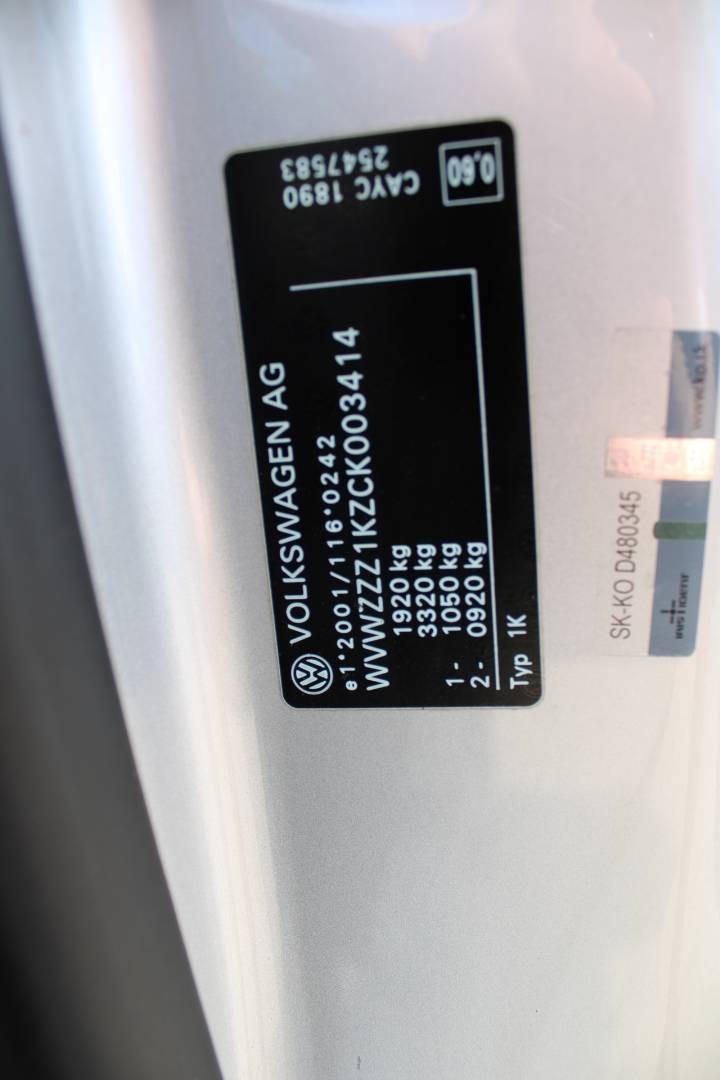 VOLKSWAGEN AG
e1*2001/116*0242
WVWZZZ1KZCK003414
1920 kg
3320 kg
1- 1050 kg
2- 0920 kg
Typ 1K
CAYC 1890
2547583
0,60
SK-KO D480345